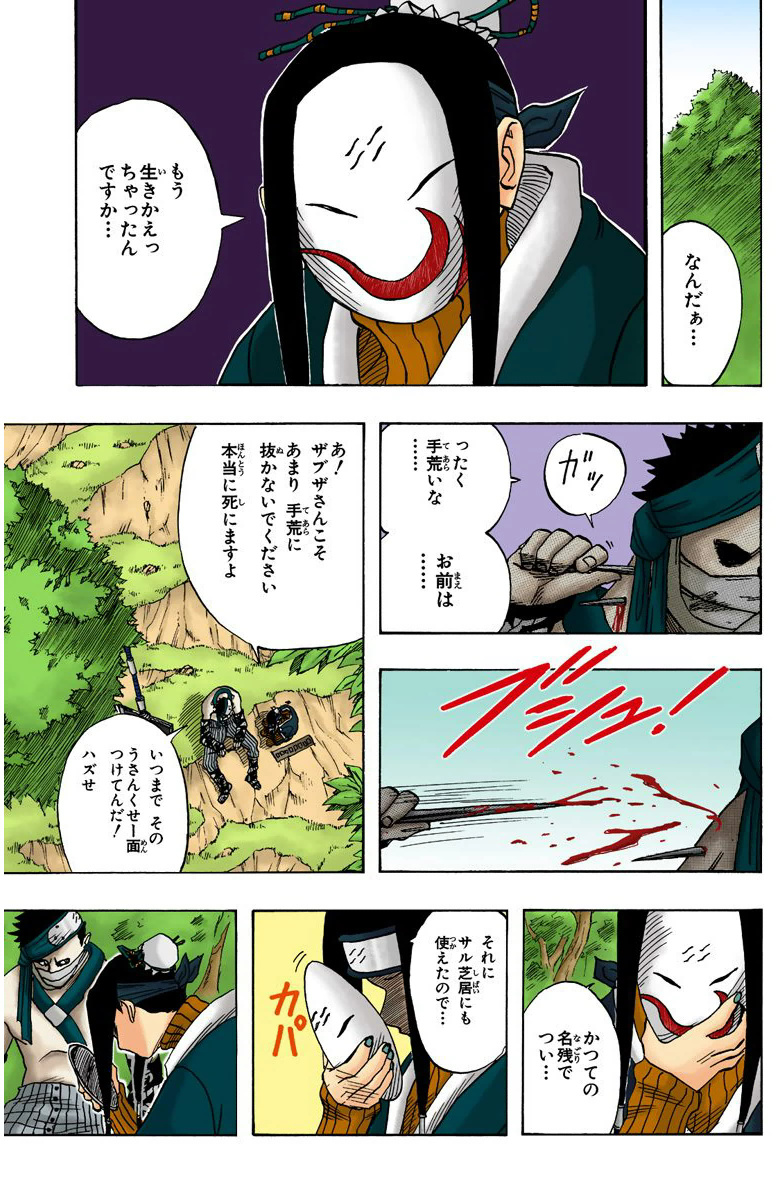 なんだぁ…
もう
生きかえっ
ちゃったん
ですか…
ガッ
ったく
手荒いな
……
お前は
……
ブシュ!
あ!
ザブザさんこそ
あまり 手荒に
抜かないでください
本当に死にますよ
いつまで その
うさんくせー面
つけてんだ!
ハズせ
かつての
名残で
つい…
それに
サル芝居にも
使えたので…
カパ